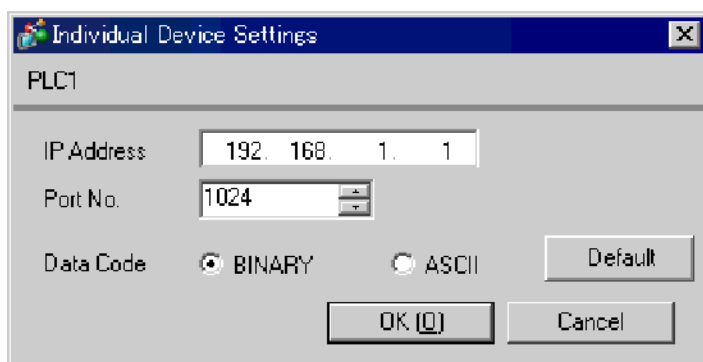 Individual Device Settings
PLC1
IP Address 192. 168. 1. 1
Port No. 1024
Data Code BINARY ASCII Default
OK (O) Cancel